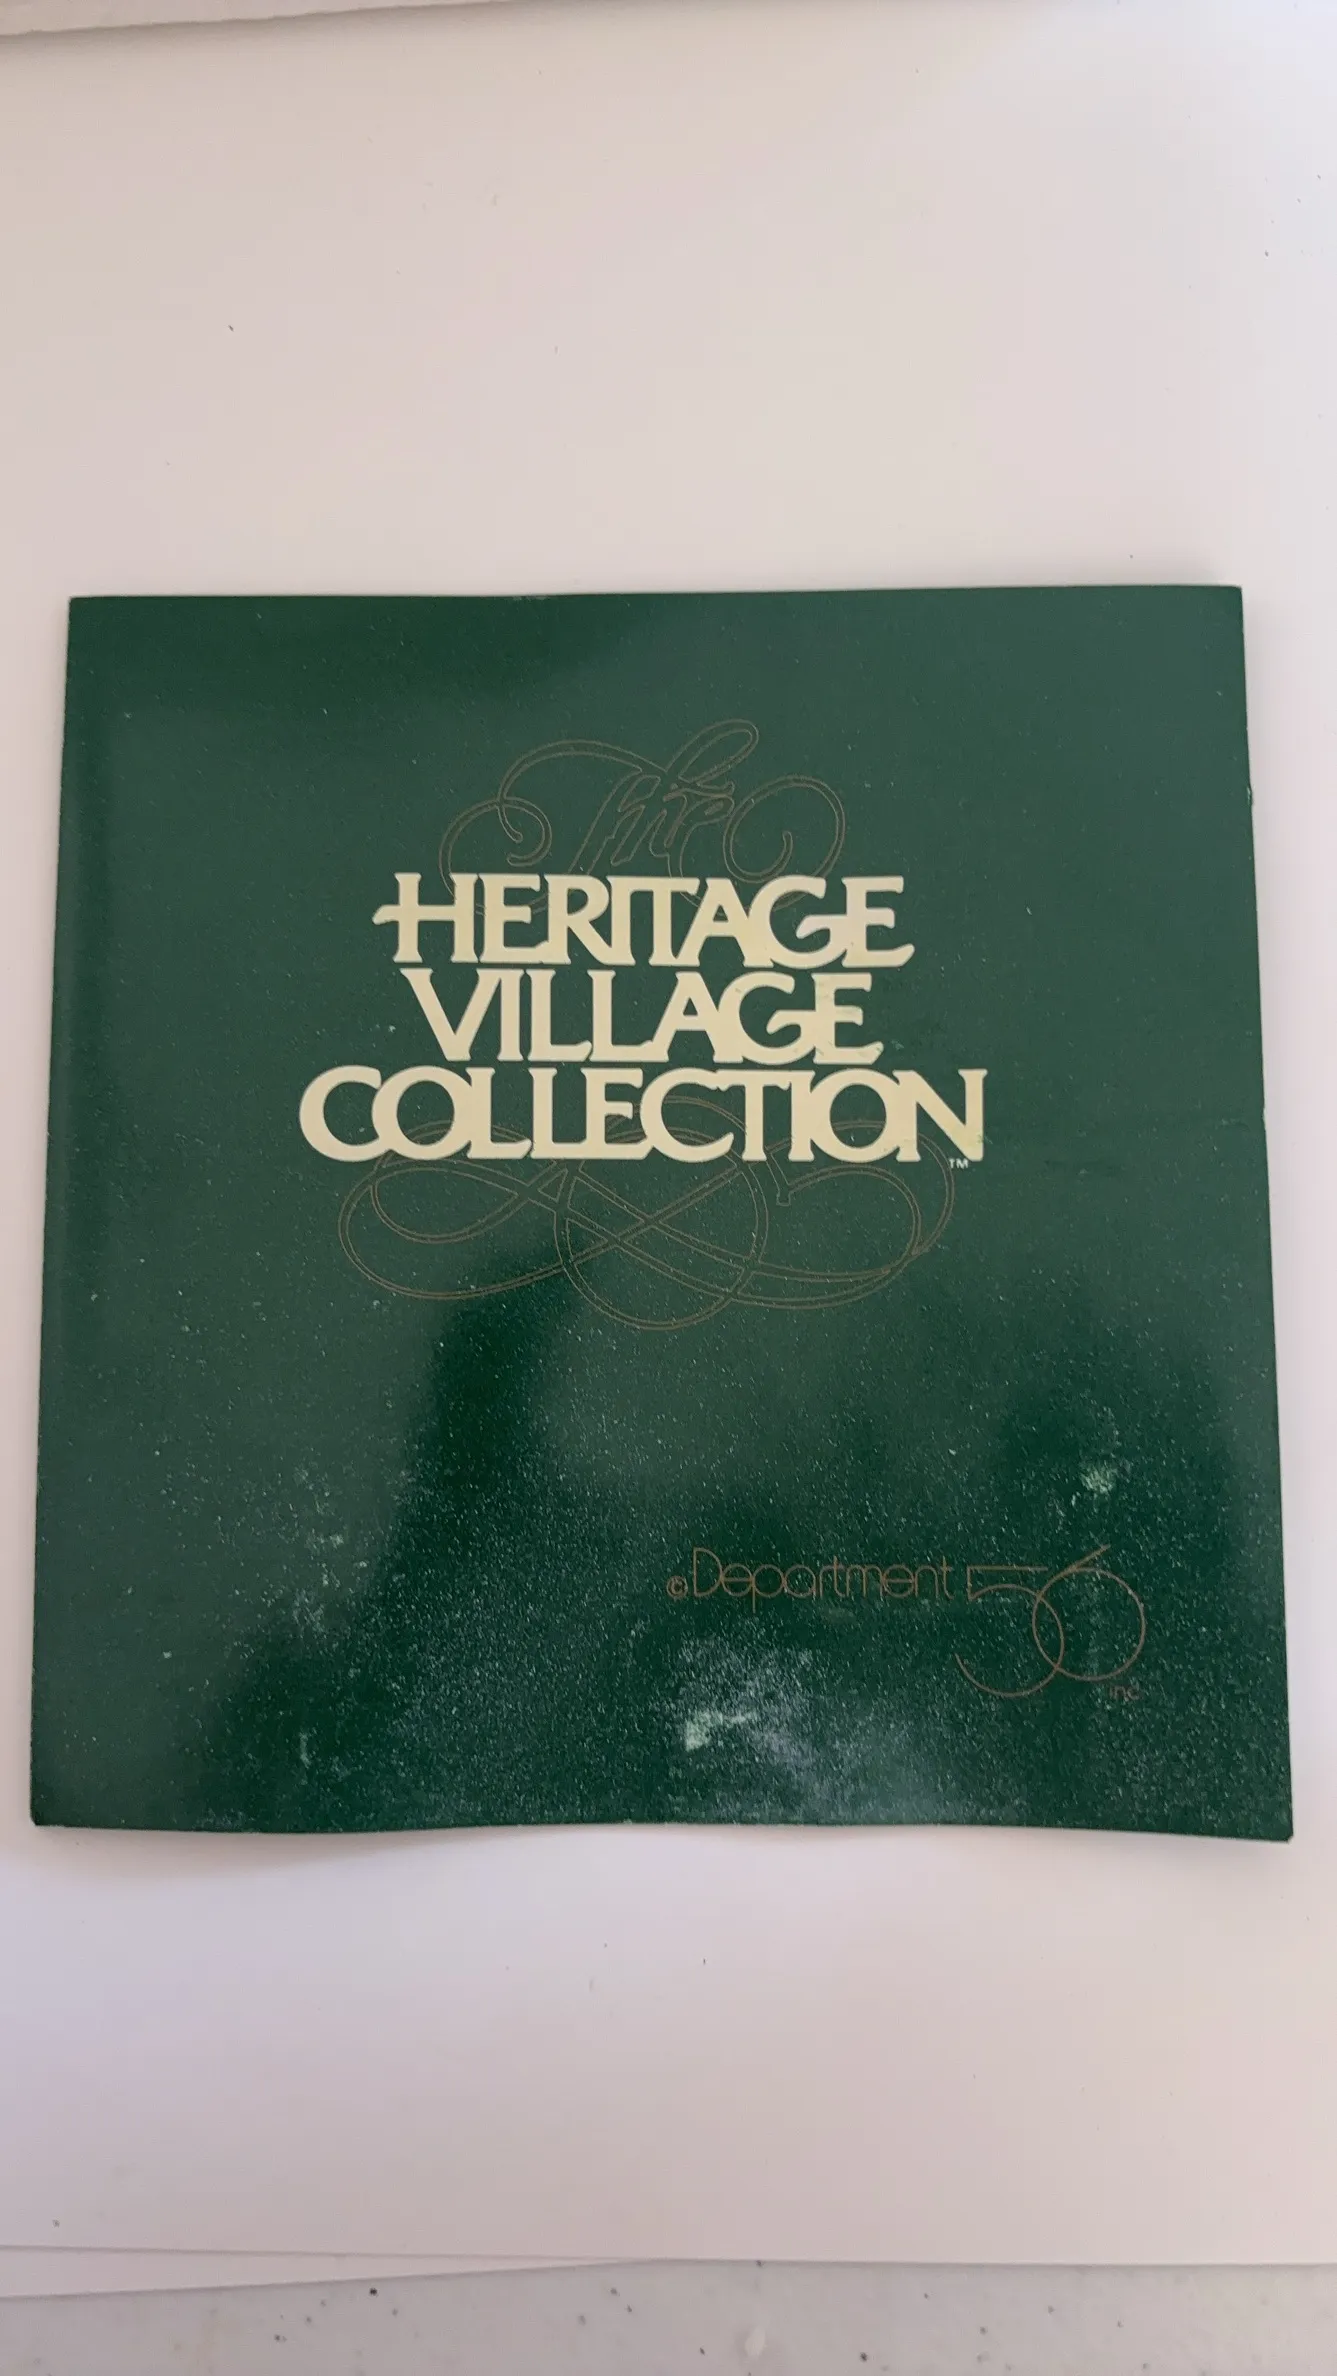 The
HERITAGE
VILLAGE
COLLECTION™
© Department 56
inc.